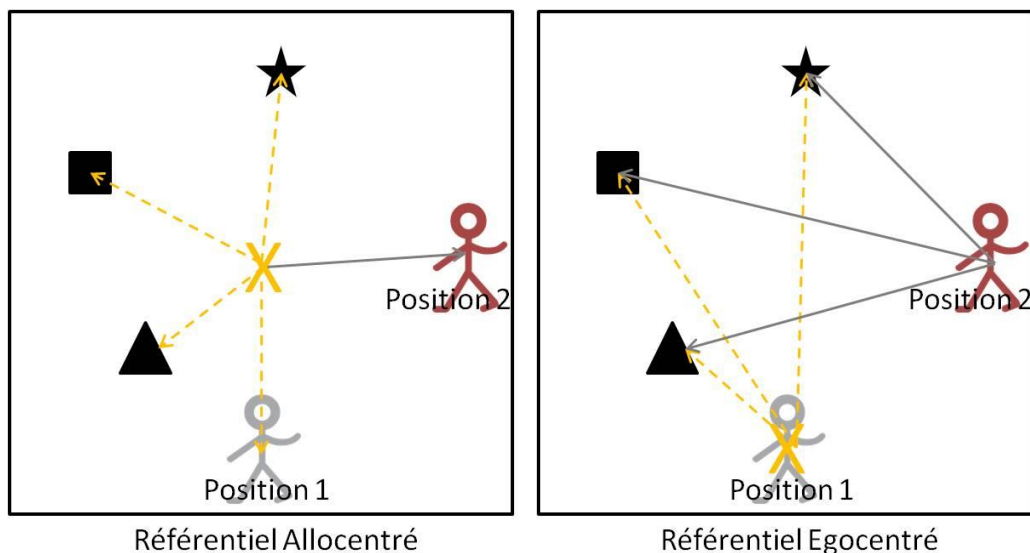 Position 2
Position 1
Référentiel Allocentré
Position 2
Position 1
Référentiel Egocentré